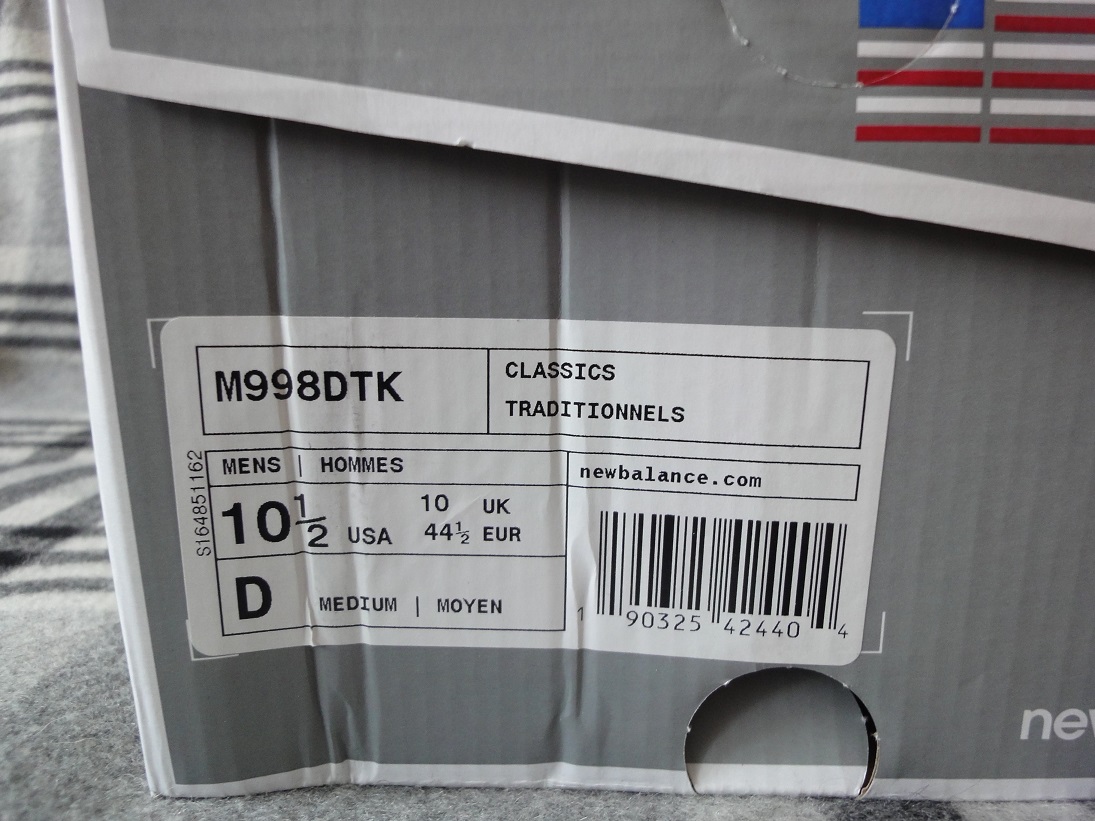 M998DTK
CLASSICS
TRADITIONNELS
MENS | HOMMES
newbalance.com
10½ USA
10 UK
44½ EUR
D MEDIUM | MOYEN
S164851162
1 90325 42440 4
new